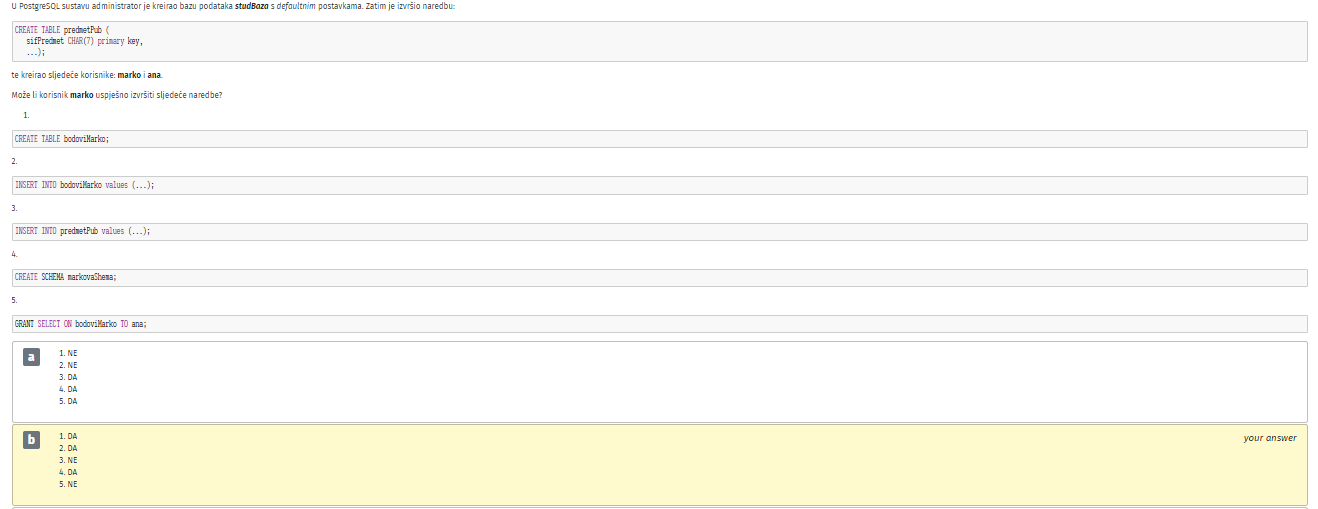 U PostgreSQL sustavu administrator je kreirao bazu podataka studBaza s defaultnim postavkama. Zatim je izvršio naredbu:
CREATE TABLE predmetPub (
sifPredmet CHAR(7) primary key,
...);
te kreirao sljedeće korisnike: marko i ana.
Može li korisnik marko uspješno izvršiti sljedeće naredbe?
1.
CREATE TABLE bodoviMarko;
2.
INSERT INTO bodoviMarko values (...);
3.
INSERT INTO predmetPub values (...);
4.
CREATE SCHEMA markovaShema;
5.
GRANT SELECT ON bodoviMarko TO ana;
a
1. NE
2. NE
3. DA
4. DA
5. DA
b
your answer
1. DA
2. DA
3. NE
4. DA
5. NE